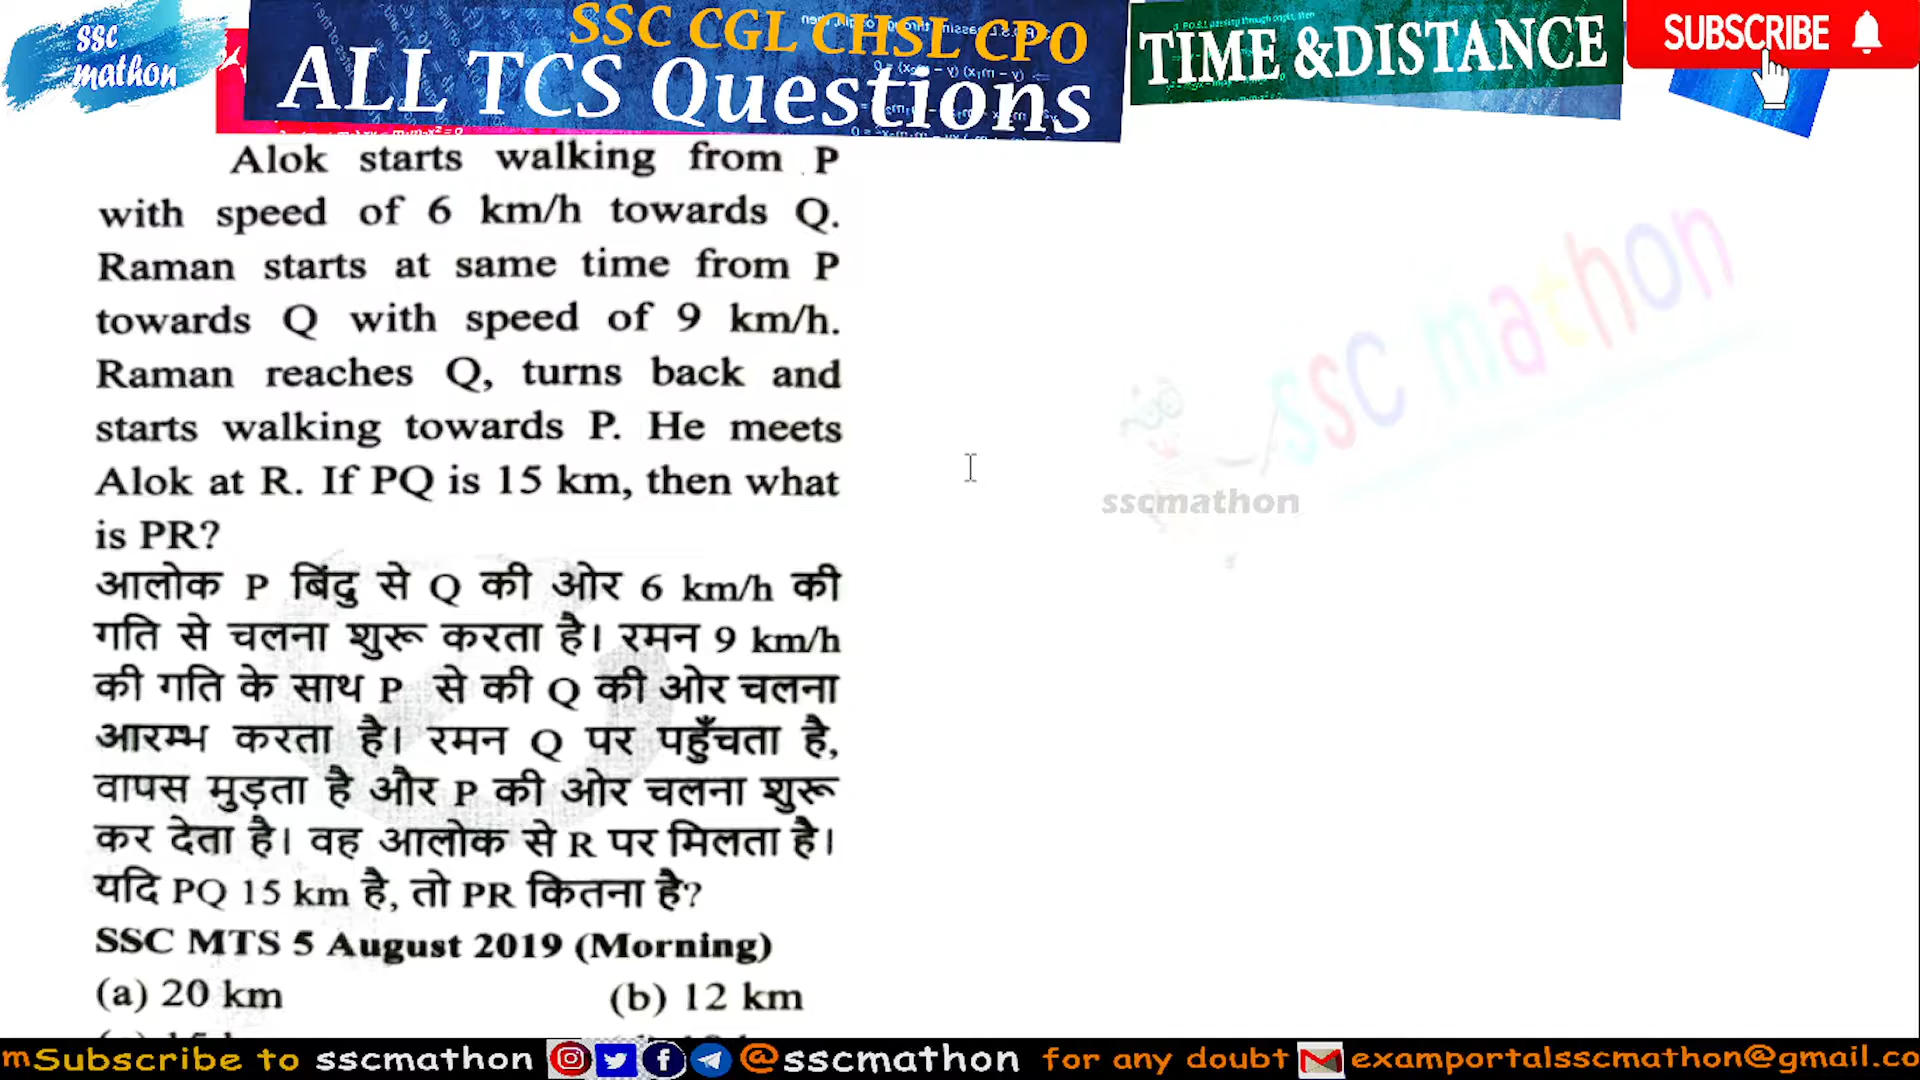 ssc
mathon
SSC CGL CHSL CPO
ALL TCS Questions
TIME &DISTANCE
SUBSCRIBE
Alok starts walking from P
with speed of 6 km/h towards Q.
Raman starts at same time from P
towards Q with speed of 9 km/h.
Raman reaches Q, turns back and
starts walking towards P. He meets
Alok at R. If PQ is 15 km, then what
is PR?
आलोक P बिंदु से Q की ओर 6 km/h की
गति से चलना शुरू करता है। रमन 9 km/h
की गति के साथ P से की Q की ओर चलना
आरम्भ करता है। रमन Q पर पहुँचता है,
वापस मुड़ता है और P की ओर चलना शुरू
कर देता है। वह आलोक से R पर मिलता है।
यदि PQ 15 km है, तो PR कितना है?
SSC MTS 5 August 2019 (Morning)
(a) 20 km (b) 12 km
ssc mathon
sscmathon
mSubscribe to sscmathon @sscmathon for any doubt examportalsscmathon@gmail.co